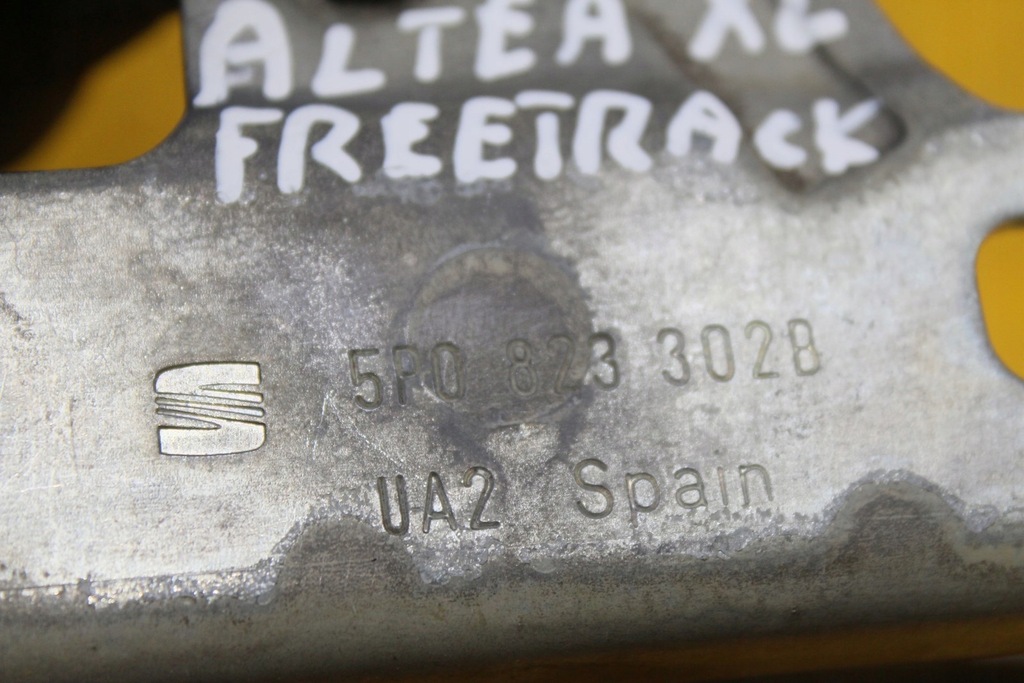 ALTEA XL
FREETRACK
5P0 823 302B
UA2 Spain